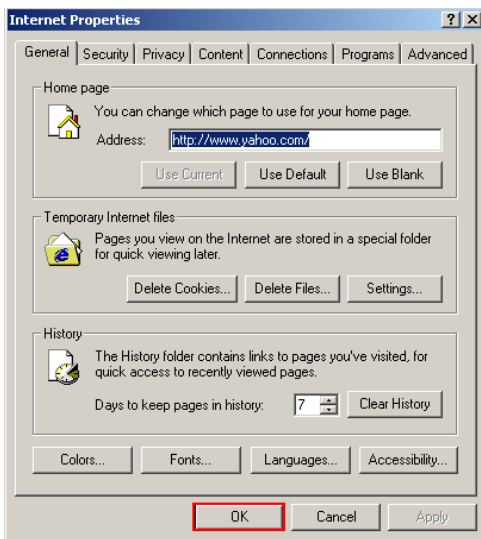 Internet Properties
General Security Privacy Content Connections Programs Advanced
Home page
You can change which page to use for your home page.
Address: http://www.yahoo.com/
Use Current Use Default Use Blank
Temporary Internet files
Pages you view on the Internet are stored in a special folder
for quick viewing later.
Delete Cookies... Delete Files... Settings...
History
The History folder contains links to pages you've visited, for
quick access to recently viewed pages.
Days to keep pages in history: 7 Clear History
Colors... Fonts... Languages... Accessibility...
OK Cancel Apply